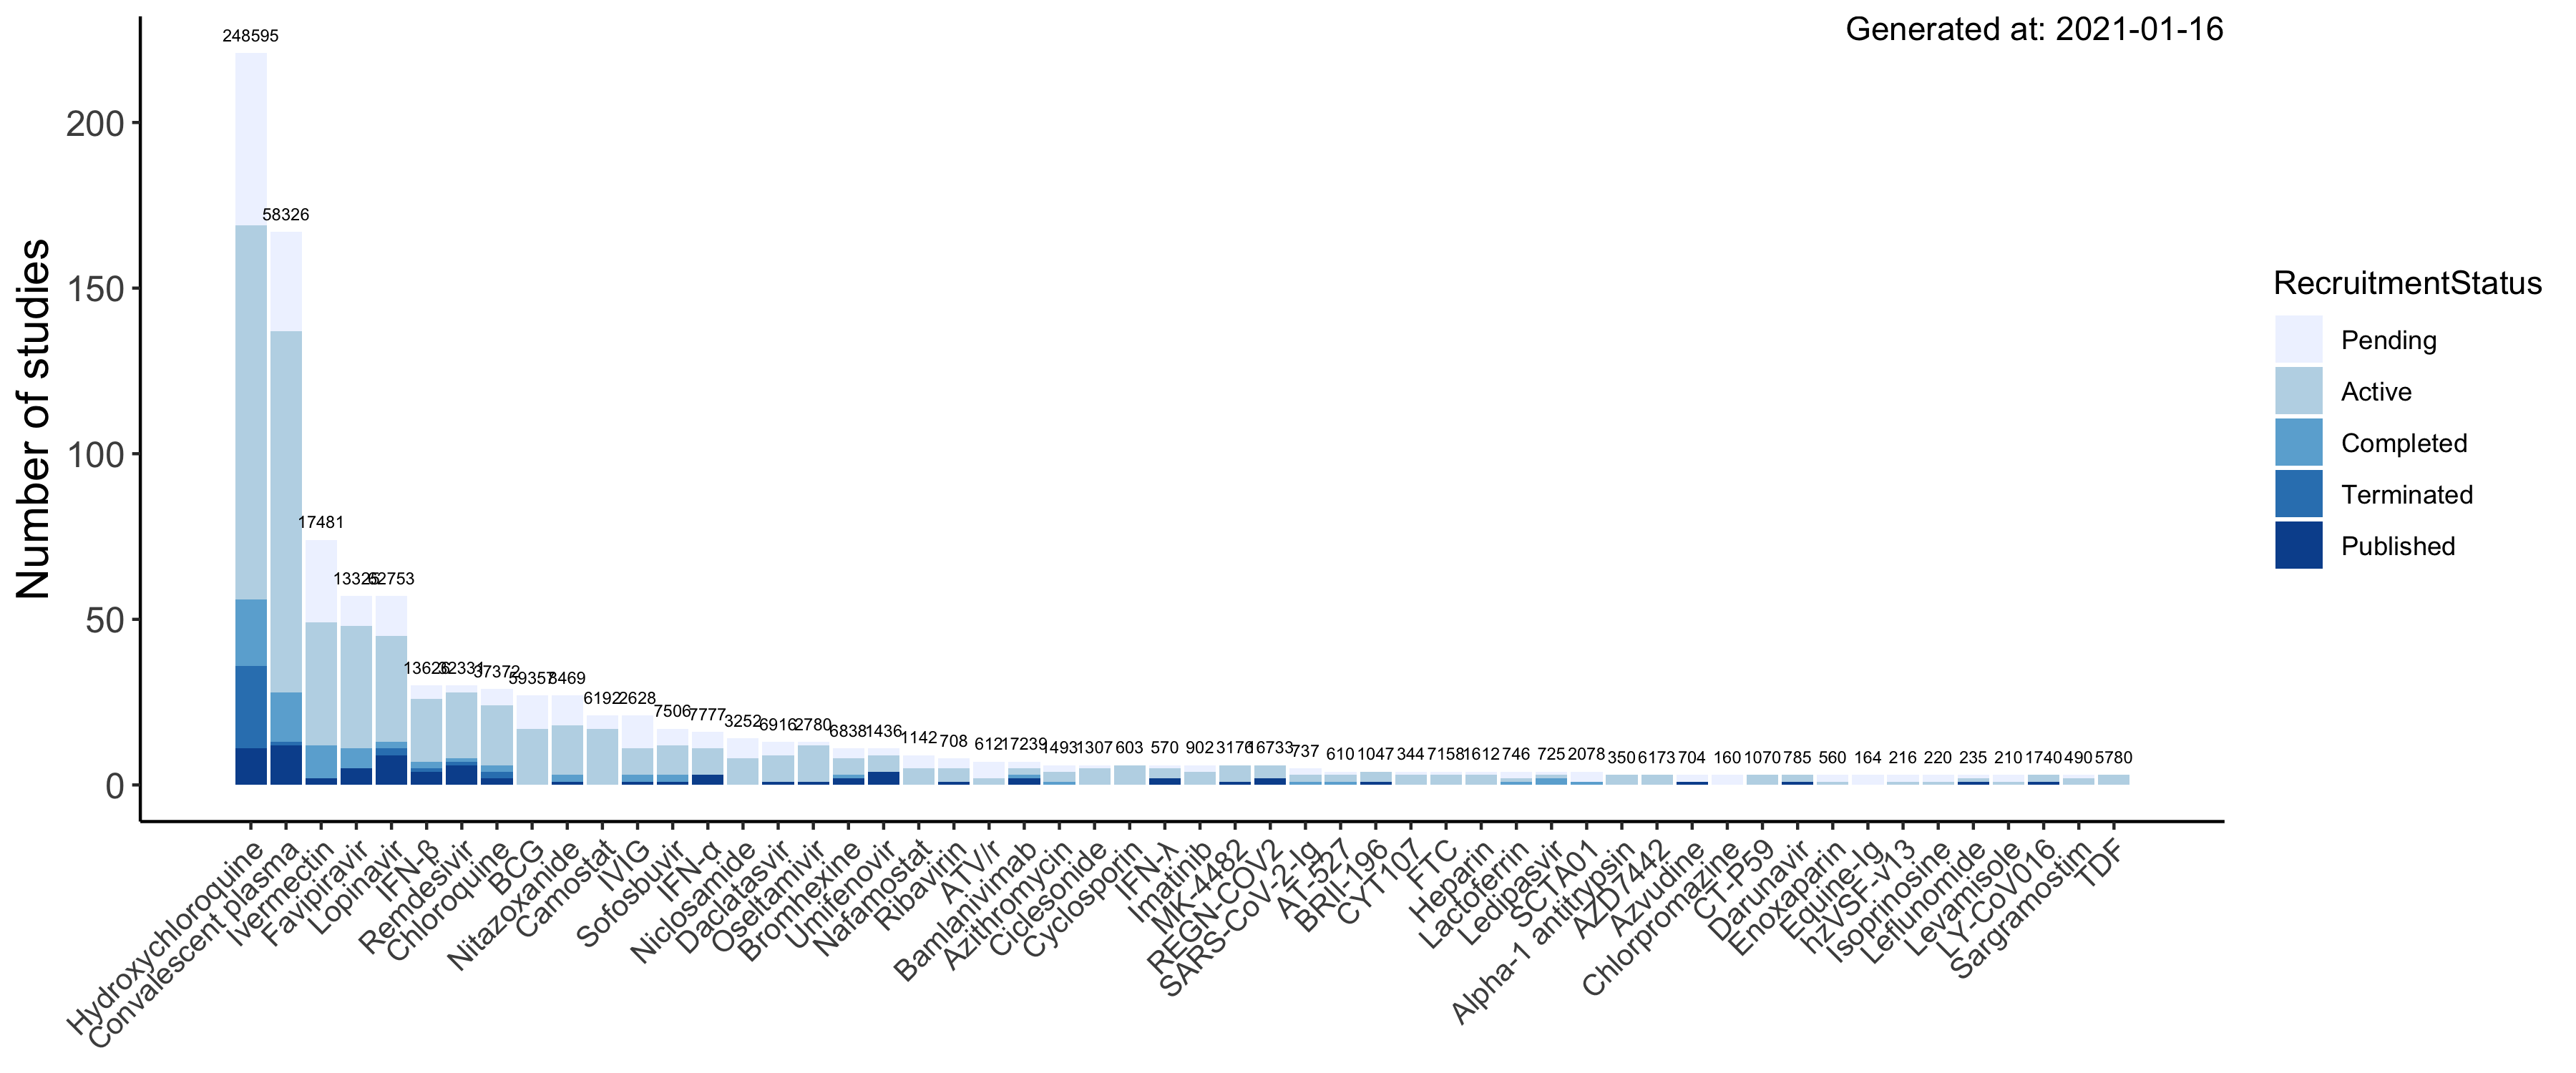 Generated at: 2021-01-16
Number of studies
200
150
100
50
0
248595
58326
17481
13325
62753
13626
32331
37372
59357
8469
6192
2628
7506
7777
3252
6916
2780
6838
1436
1142
708
612
17239
1493
1307
603
570
902
3176
16733
737
610
1047
344
7158
1612
746
725
2078
350
6173
704
160
1070
785
560
164
216
220
235
210
1740
490
5780
Hydroxychloroquine
Convalescent plasma
Ivermectin
Favipiravir
Lopinavir
IFN-β
Remdesivir
Chloroquine
BCG
Nitazoxanide
Camostat
IVIG
Sofosbuvir
IFN-α
Niclosamide
Daclatasvir
Oseltamivir
Bromhexine
Umifenovir
Nafamostat
Ribavirin
ATV/r
Bamlanivimab
Azithromycin
Ciclesonide
Cyclosporin
IFN-λ
Imatinib
MK-4482
REGN-COV2
SARS-CoV-2-Ig
AT-527
BRII-196
CYT107
FTC
Heparin
Lactoferrin
Ledipasvir
SCTA01
Alpha-1 antitrypsin
AZD7442
Azvudine
Chlorpromazine
CT-P59
Darunavir
Enoxaparin
Equine-Ig
hzVSF-v13
Isoprinosine
Leflunomide
Levamisole
LY-CoV016
Sargramostim
TDF
RecruitmentStatus
Pending
Active
Completed
Terminated
Published